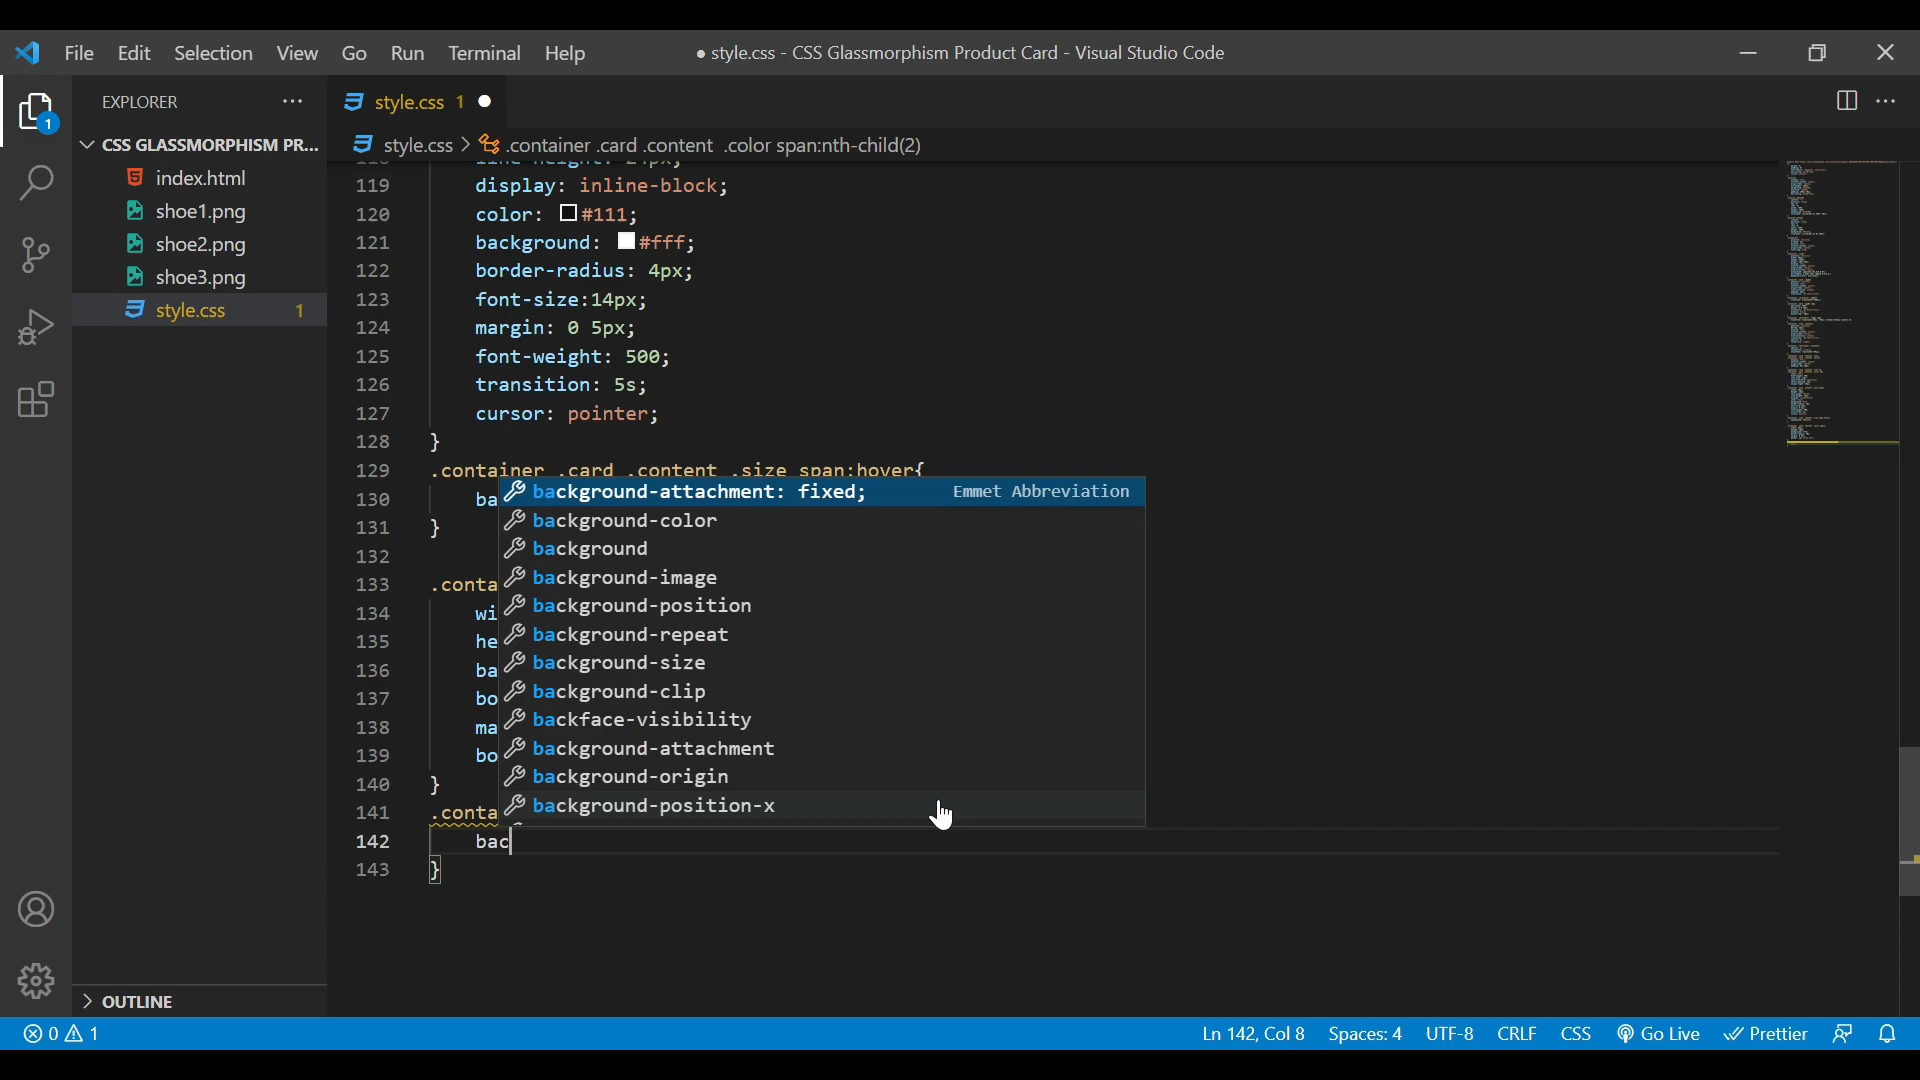 File Edit Selection View Go Run Terminal Help
● style.css - CSS Glassmorphism Product Card - Visual Studio Code
EXPLORER
1
CSS GLASSMORPHISM PR...
index.html
shoe1.png
shoe2.png
shoe3.png
style.css 1
OUTLINE
style.css 1
style.css > .container .card .content .color span:nth-child(2)
119 display: inline-block;
120 color: #111;
121 background: #fff;
122 border-radius: 4px;
123 font-size:14px;
124 margin: 0 5px;
125 font-weight: 500;
126 transition: 5s;
127 cursor: pointer;
128 }
129 .container .card .content .size span:hover{
130 ba
131 }
132
133 .conta
134 wi
135 he
136 ba
137 bo
138 ma
139 bo
140 }
141 .conta
142 bac
143 }
background-attachment: fixed; Emmet Abbreviation
background-color
background
background-image
background-position
background-repeat
background-size
background-clip
backface-visibility
background-attachment
background-origin
background-position-x
0 1
Ln 142, Col 8 Spaces: 4 UTF-8 CRLF CSS Go Live Prettier